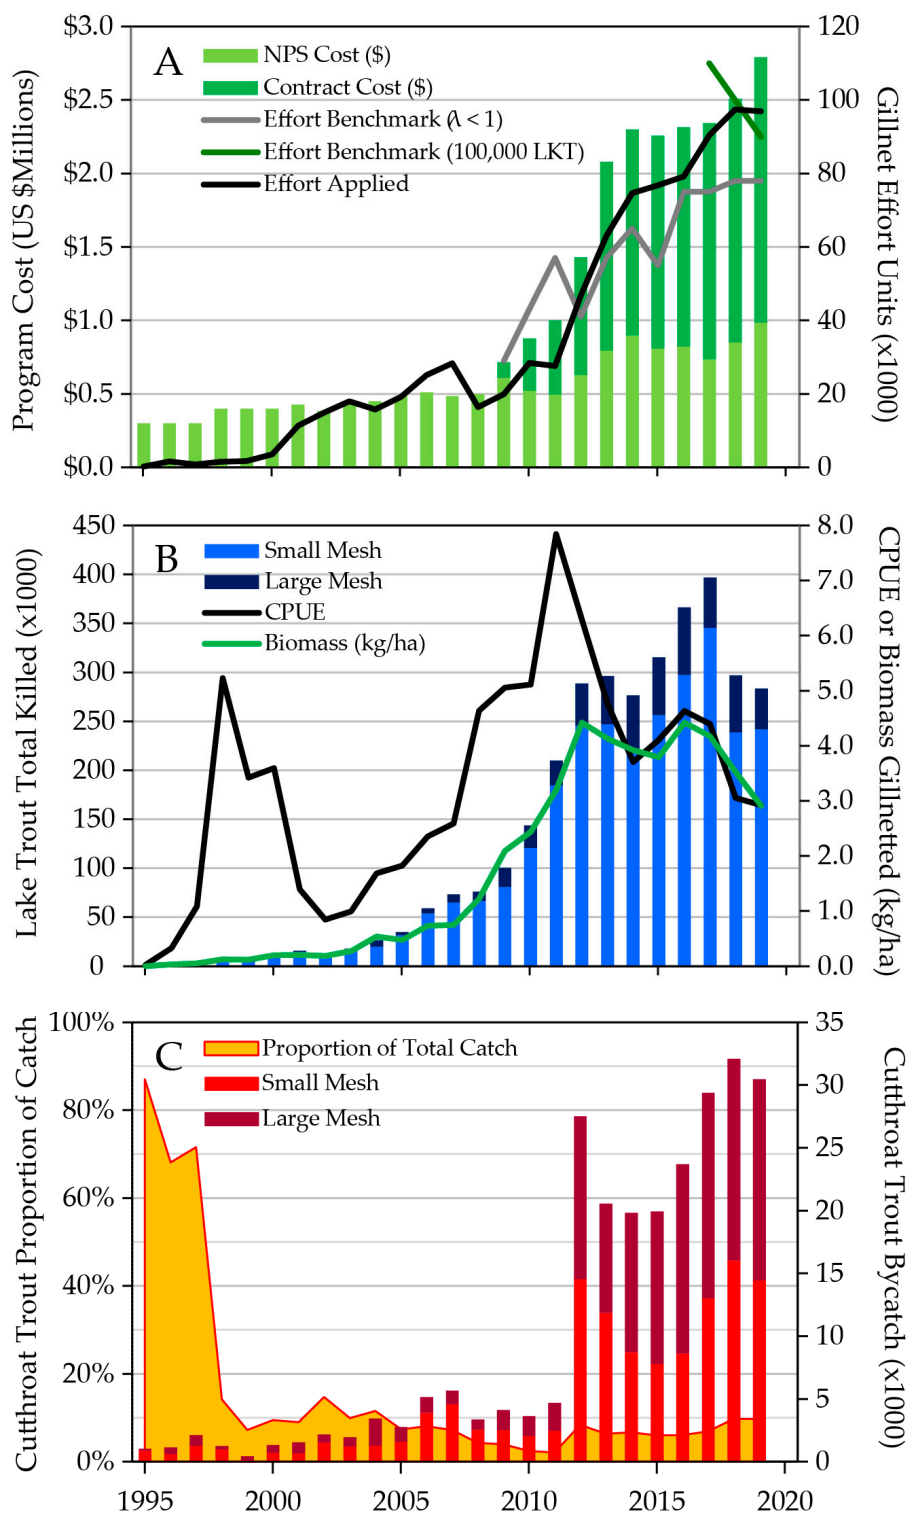 Program Cost (US $Millions)
$3.0
$2.5
$2.0
$1.5
$1.0
$0.5
$0.0
A
NPS Cost ($)
Contract Cost ($)
Effort Benchmark (λ < 1)
Effort Benchmark (100,000 LKT)
Effort Applied
120
100
80
60
40
20
0
Gillnet Effort Units (x1000)
Lake Trout Total Killed (x1000)
450
400
350
300
250
200
150
100
50
0
B
Small Mesh
Large Mesh
CPUE
Biomass (kg/ha)
8.0
7.0
6.0
5.0
4.0
3.0
2.0
1.0
0.0
CPUE or Biomass Gillnetted (kg/ha)
Cutthroat Trout Proportion of Catch
100%
80%
60%
40%
20%
0%
C
Proportion of Total Catch
Small Mesh
Large Mesh
35
30
25
20
15
10
5
0
Cutthroat Trout Bycatch (x1000)
1995 2000 2005 2010 2015 2020